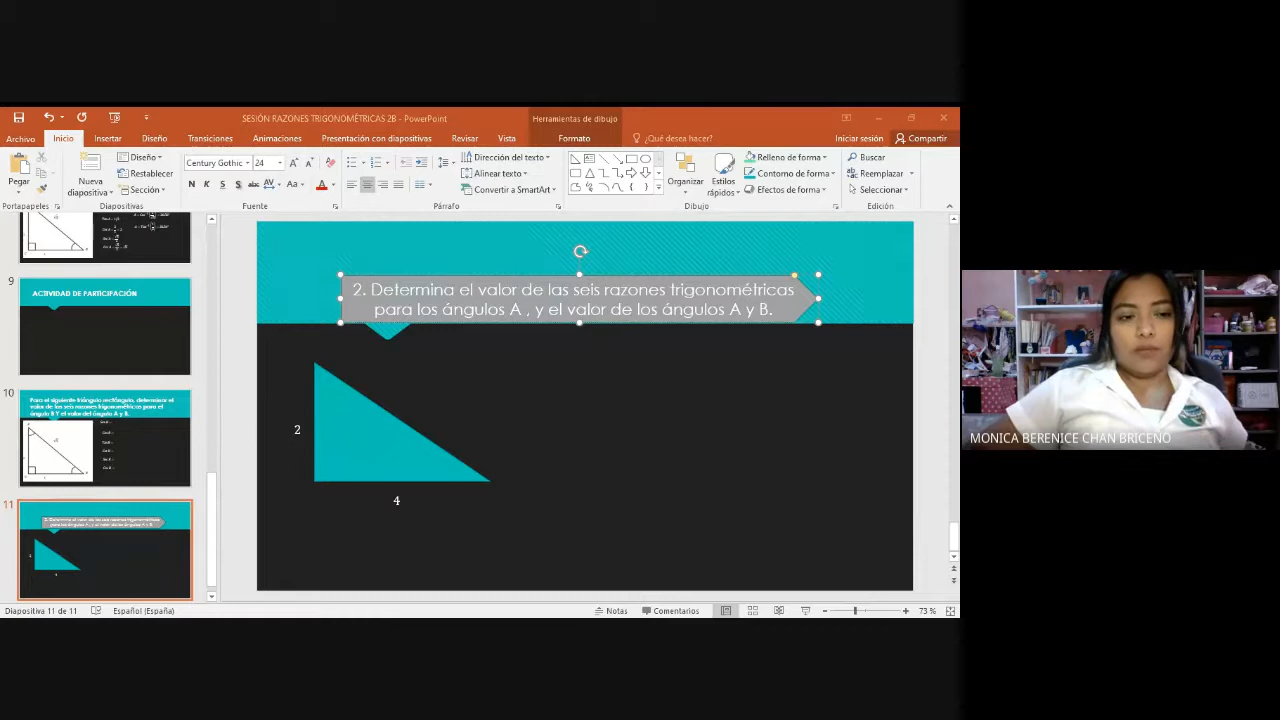 SESIÓN RAZONES TRIGONOMÉTRICAS 2B - PowerPoint
Herramientas de dibujo
Archivo Inicio Insertar Diseño Transiciones Animaciones Presentación con diapositivas Revisar Vista Formato ¿Qué desea hacer? Iniciar sesión Compartir
Pegar
Nueva diapositiva
Diseño
Restablecer
Sección
Century Gothic 24
N K S S abc AV Aa A
Dirección del texto
Alinear texto
Convertir a SmartArt
Organizar
Estilos rápidos
Relleno de forma
Contorno de forma
Efectos de forma
Buscar
Reemplazar
Seleccionar
Portapapeles Diapositivas Fuente Párrafo Dibujo Edición
9
ACTIVIDAD DE PARTICIPACIÓN
10
Para el siguiente triángulo rectángulo, determinar el
valor de las seis razones trigonométricas para el
ángulo B Y el valor del ángulo A y B.
11
2. Determina el valor de las seis razones trigonométricas
para los ángulos A , y el valor de los ángulos A y B.
2
4
MONICA BERENICE CHAN BRICEÑO
Diapositiva 11 de 11 Español (España) Notas Comentarios 73 %